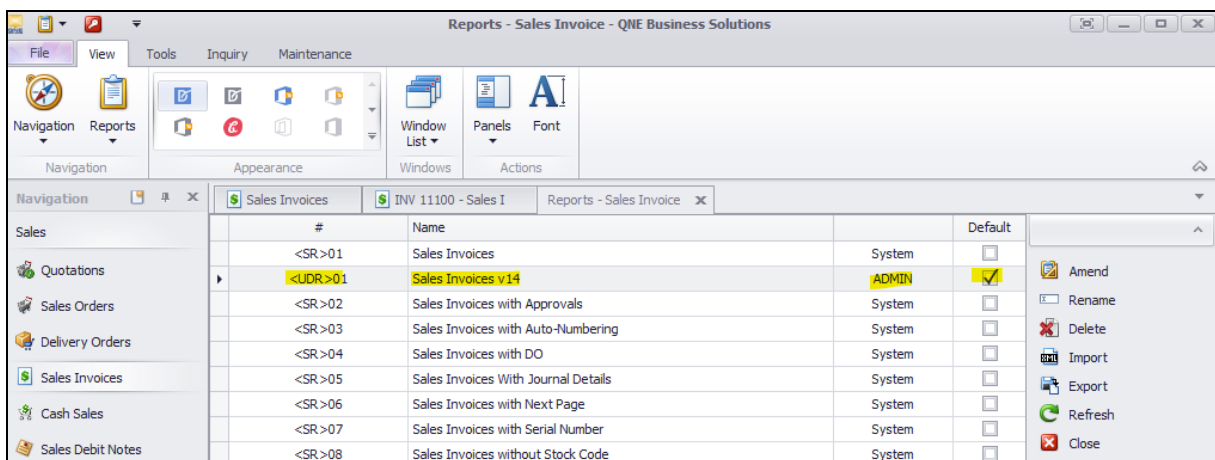 Reports - Sales Invoice - QNE Business Solutions
File View Tools Inquiry Maintenance
Navigation Reports Window List Panels Font
Navigation Appearance Windows Actions
Navigation Sales Invoices INV 11100 - Sales I Reports - Sales Invoice
Sales
Quotations
Sales Orders
Delivery Orders
Sales Invoices
Cash Sales
Sales Debit Notes
# Name Default
<SR>01 Sales Invoices System
<UDR>01 Sales Invoices v14 ADMIN
<SR>02 Sales Invoices with Approvals System
<SR>03 Sales Invoices with Auto-Numbering System
<SR>04 Sales Invoices with DO System
<SR>05 Sales Invoices With Journal Details System
<SR>06 Sales Invoices with Next Page System
<SR>07 Sales Invoices with Serial Number System
<SR>08 Sales Invoices without Stock Code System
Amend
Rename
Delete
Import
Export
Refresh
Close